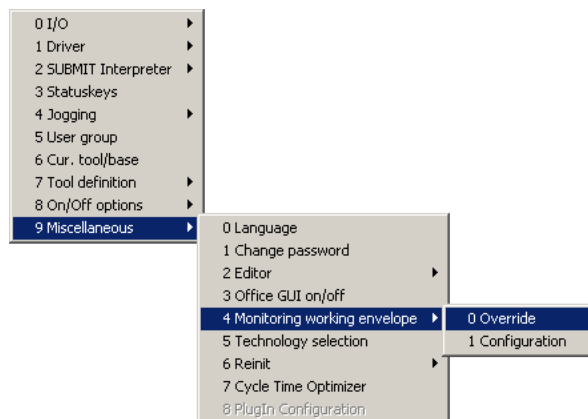 0 I/O
1 Driver
2 SUBMIT Interpreter
3 Statuskeys
4 Jogging
5 User group
6 Cur. tool/base
7 Tool definition
8 On/Off options
9 Miscellaneous
0 Language
1 Change password
2 Editor
3 Office GUI on/off
4 Monitoring working envelope
5 Technology selection
6 Reinit
7 Cycle Time Optimizer
8 PlugIn Configuration
0 Override
1 Configuration